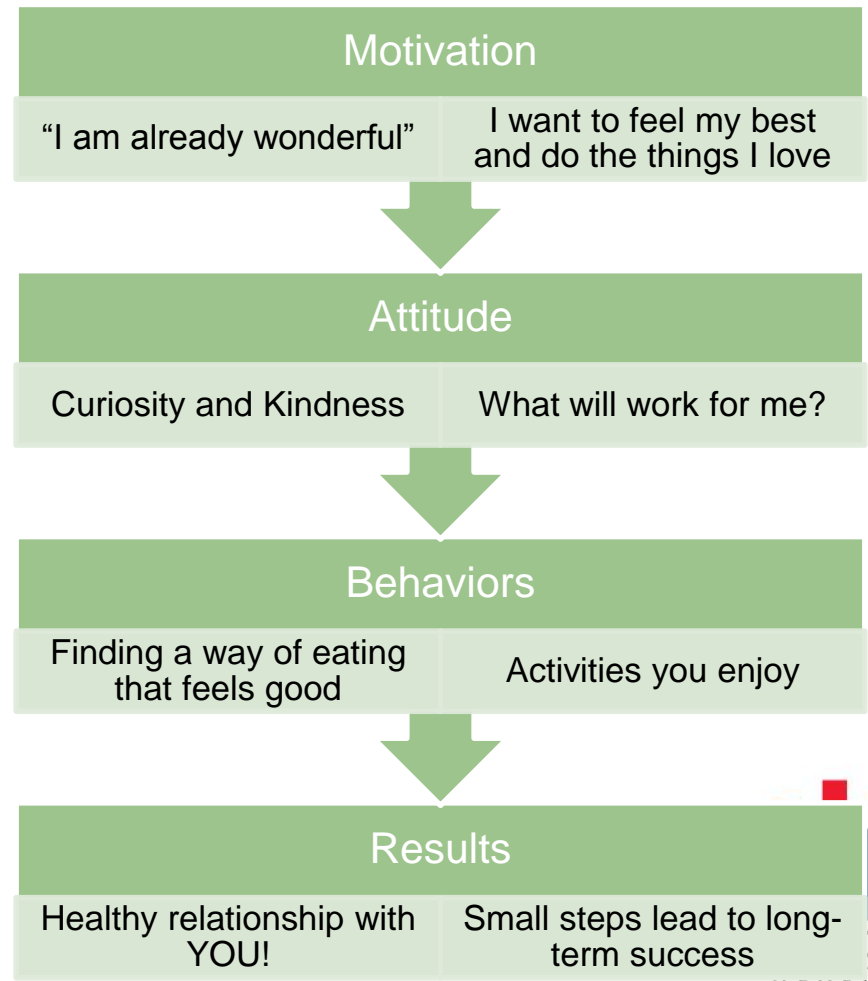 Motivation
“I am already wonderful”
I want to feel my best
and do the things I love
Attitude
Curiosity and Kindness
What will work for me?
Behaviors
Finding a way of eating
that feels good
Activities you enjoy
Results
Healthy relationship with
YOU!
Small steps lead to long-
term success